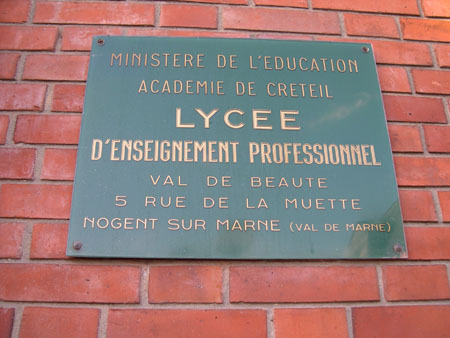 MINISTERE DE L'EDUCATION
ACADEMIE DE CRETEIL
LYCEE
D'ENSEIGNEMENT PROFESSIONNEL
VAL DE BEAUTE
5 RUE DE LA MUETTE
NOGENT SUR MARNE (VAL DE MARNE)